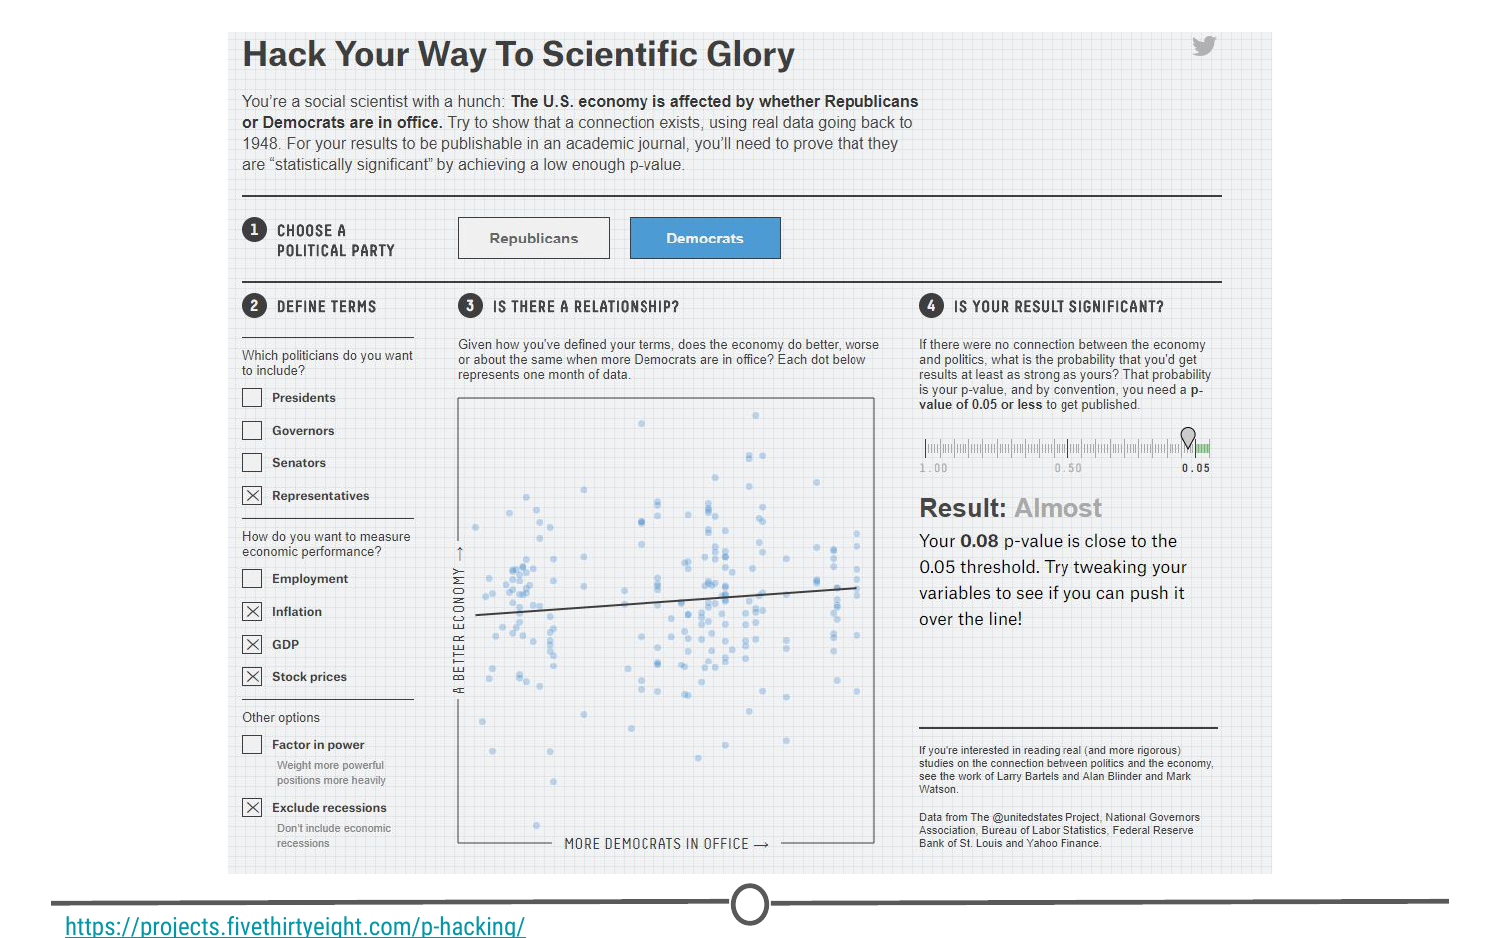 Hack Your Way To Scientific Glory
You're a social scientist with a hunch: The U.S. economy is affected by whether Republicans
or Democrats are in office. Try to show that a connection exists, using real data going back to
1948. For your results to be publishable in an academic journal, you'll need to prove that they
are “statistically significant” by achieving a low enough p-value.
1 CHOOSE A
POLITICAL PARTY
Republicans
Democrats
2 DEFINE TERMS
Which politicians do you want
to include?
Presidents
Governors
Senators
Representatives
How do you want to measure
economic performance?
Employment
Inflation
GDP
Stock prices
Other options
Factor in power
Weight more powerful
positions more heavily
Exclude recessions
Don't include economic
recessions
3 IS THERE A RELATIONSHIP?
Given how you've defined your terms, does the economy do better, worse
or about the same when more Democrats are in office? Each dot below
represents one month of data.
A BETTER ECONOMY →
MORE DEMOCRATS IN OFFICE →
4 IS YOUR RESULT SIGNIFICANT?
If there were no connection between the economy
and politics, what is the probability that you'd get
results at least as strong as yours? That probability
is your p-value, and by convention, you need a p-
value of 0.05 or less to get published.
1.00 0.50 0.05
Result: Almost
Your 0.08 p-value is close to the
0.05 threshold. Try tweaking your
variables to see if you can push it
over the line!
If you're interested in reading real (and more rigorous)
studies on the connection between politics and the economy,
see the work of Larry Bartels and Alan Blinder and Mark
Watson.
Data from The @unitedstates Project, National Governors
Association, Bureau of Labor Statistics, Federal Reserve
Bank of St. Louis and Yahoo Finance.
https://projects.fivethirtyeight.com/p-hacking/